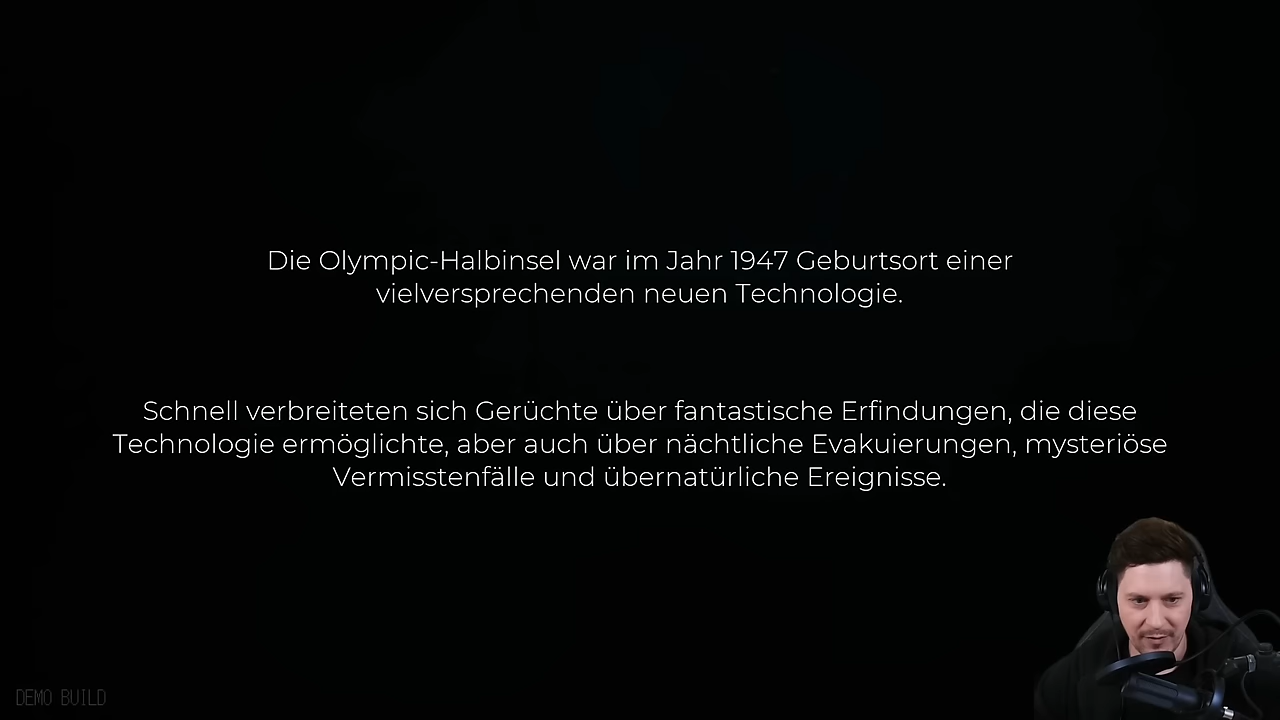 Die Olympic-Halbinsel war im Jahr 1947 Geburtsort einer
vielversprechenden neuen Technologie.
Schnell verbreiteten sich Gerüchte über fantastische Erfindungen, die diese
Technologie ermöglichte, aber auch über nächtliche Evakuierungen, mysteriöse
Vermisstenfälle und übernatürliche Ereignisse.
DEMO BUILD